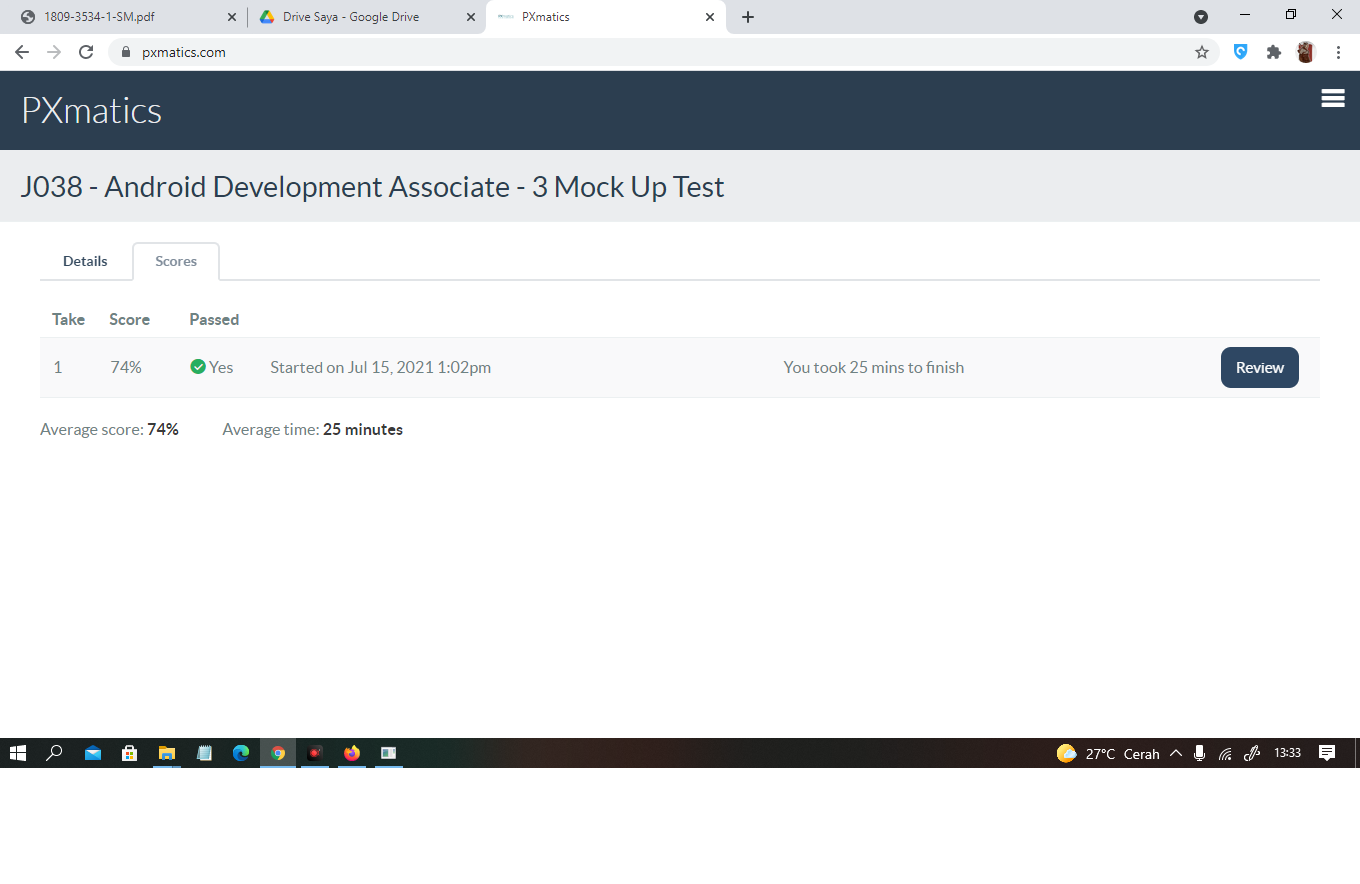 1809-3534-1-SM.pdf Drive Saya - Google Drive PXmatics
pxmatics.com
PXmatics
J038 - Android Development Associate - 3 Mock Up Test
Details Scores
Take Score Passed
1 74% Yes Started on Jul 15, 2021 1:02pm You took 25 mins to finish Review
Average score: 74% Average time: 25 minutes
27°C Cerah 13:33